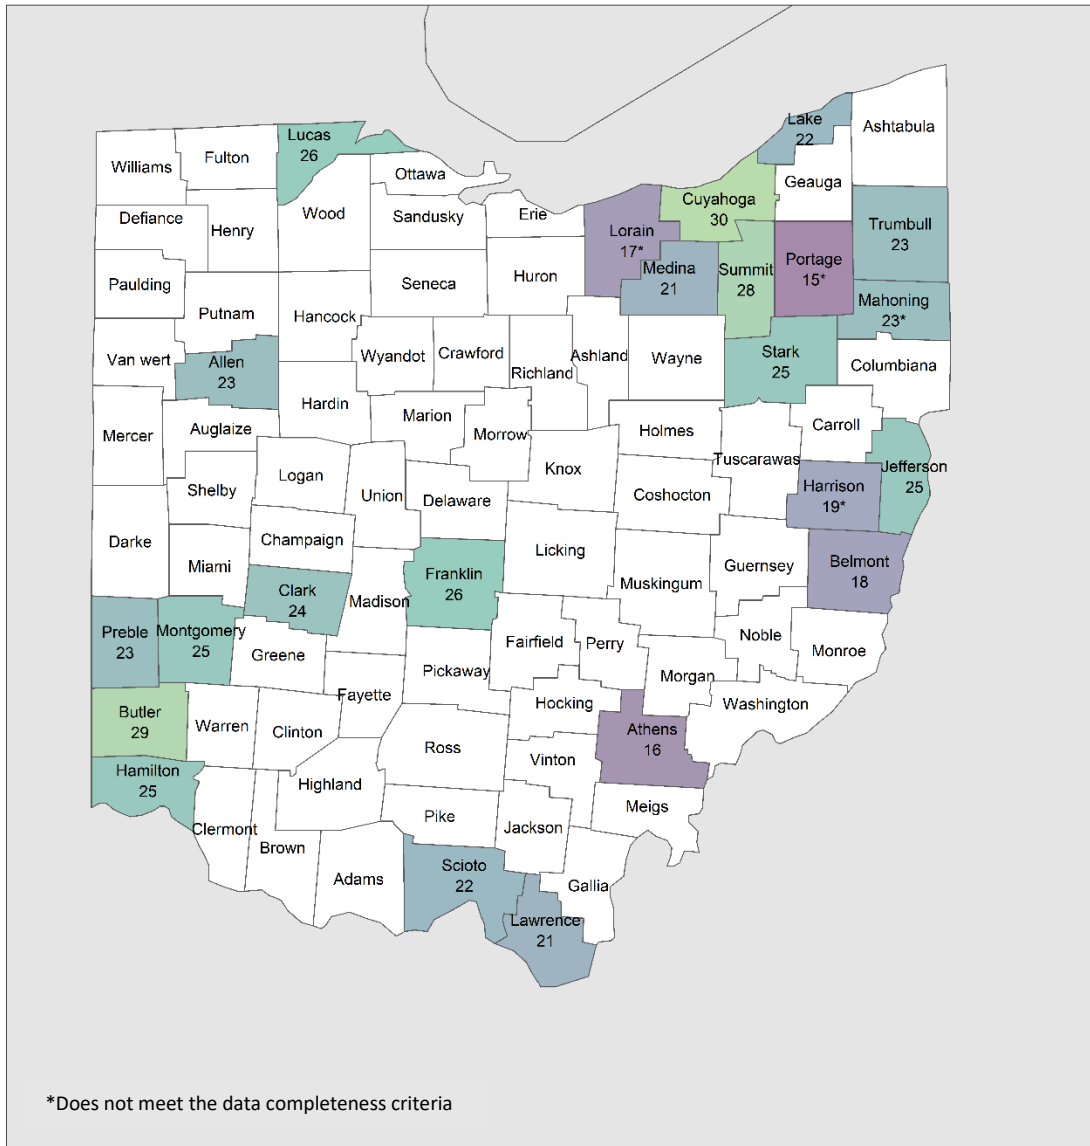 Lake
22
Ashtabula
Lucas
26
Fulton
Williams
Ottawa
Geauga
Cuyahoga
30
Wood
Sandusky
Erie
Defiance
Henry
Lorain
17*
Trumbull
23
Medina
21
Summit
28
Portage
15*
Huron
Seneca
Paulding
Mahoning
23*
Putnam
Hancock
Van wert
Allen
23
Wyandot
Crawford
Richland
Ashland
Wayne
Stark
25
Columbiana
Hardin
Marion
Auglaize
Mercer
Morrow
Holmes
Carroll
Tuscarawas
Jefferson
25
Knox
Logan
Shelby
Union
Delaware
Coshocton
Harrison
19*
Darke
Champaign
Miami
Licking
Belmont
18
Guernsey
Muskingum
Franklin
26
Clark
24
Madison
Preble
23
Montgomery
25
Greene
Fairfield
Perry
Noble
Monroe
Pickaway
Morgan
Fayette
Washington
Hocking
Butler
29
Warren
Clinton
Athens
16
Ross
Vinton
Hamilton
25
Highland
Meigs
Pike
Jackson
Clermont
Brown
Scioto
22
Adams
Gallia
Lawrence
21
*Does not meet the data completeness criteria